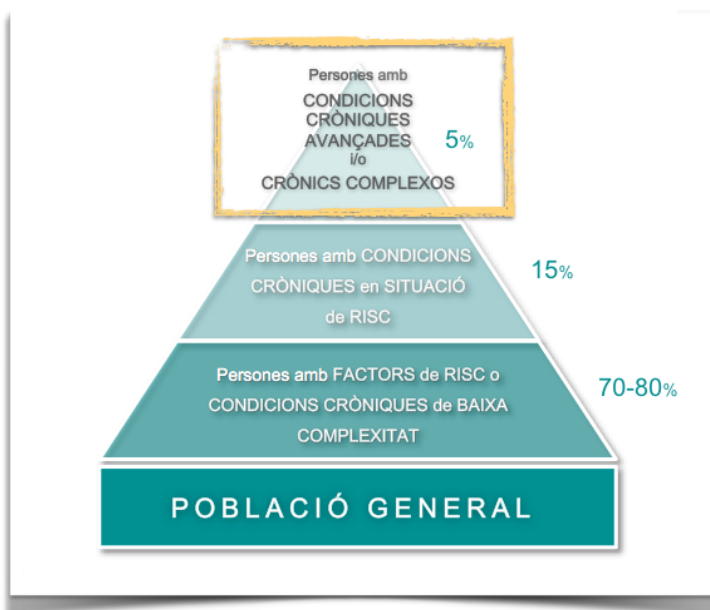 Persones amb
CONDICIONS
CRÒNIQUES
AVANÇADES
i/o
CRÒNICS COMPLEXOS
5%
Persones amb CONDICIONS
CRÒNIQUES en SITUACIÓ
de RISC
15%
Persones amb FACTORS de RISC o
CONDICIONS CRÒNIQUES de BAIXA
COMPLEXITAT
70-80%
POBLACIÓ GENERAL